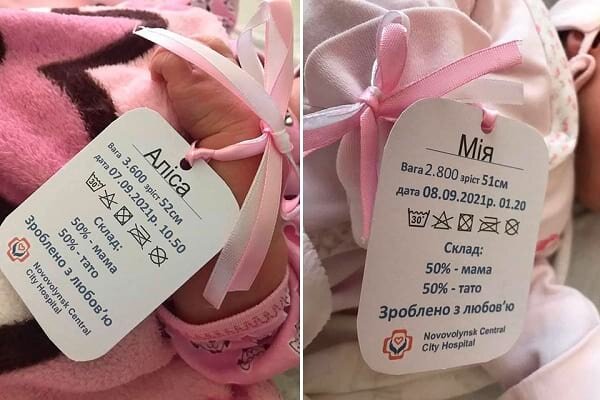 Аліса
Вага 3.600 зріст 52см
дата 07.09.2021р. 10.50
30°
Склад:
50% - мама
50% - тато
Зроблено з любов'ю
Novovolynsk Central
City Hospital
Мія
Вага 2.800 зріст 51см
дата 08.09.2021р. 01.20
30°
Склад:
50% - мама
50% - тато
Зроблено з любов'ю
Novovolynsk Central
City Hospital